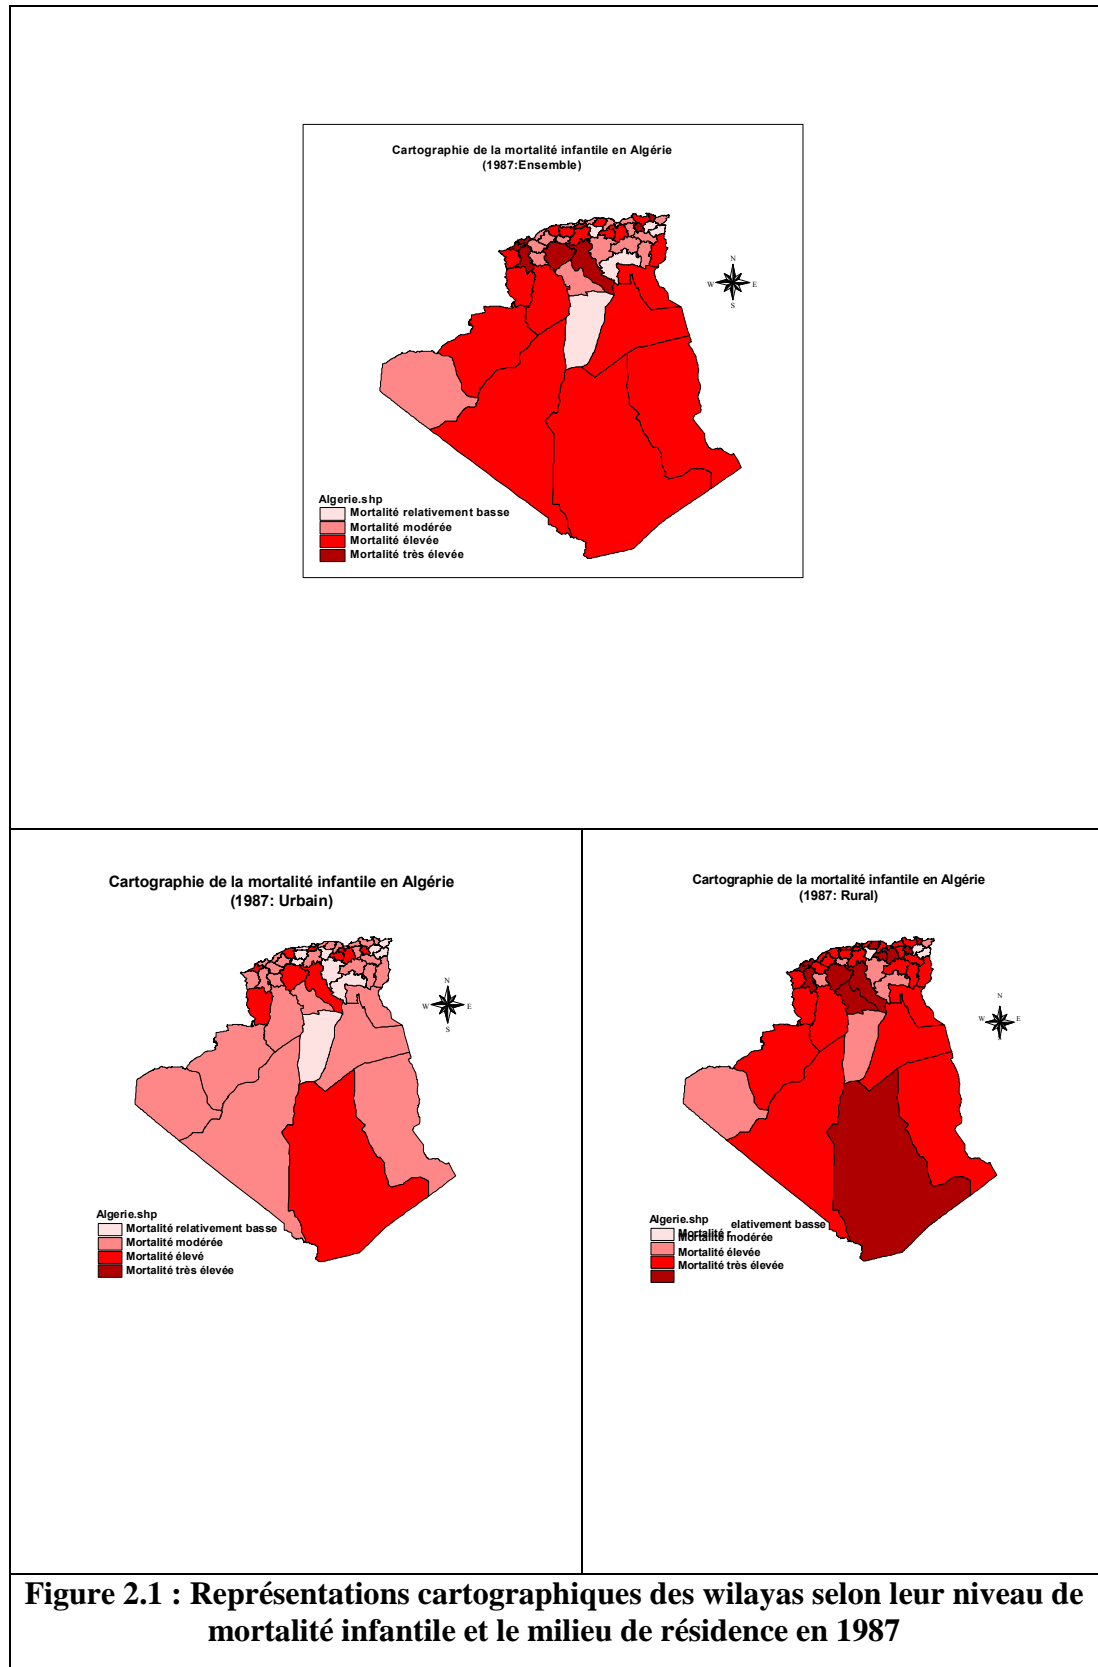 Cartographie de la mortalité infantile en Algérie
(1987:Ensemble)
N
W E
S
Algerie.shp
Mortalité relativement basse
Mortalité modérée
Mortalité élevée
Mortalité très élevée
Cartographie de la mortalité infantile en Algérie
(1987: Urbain)
N
W E
S
Algerie.shp
Mortalité relativement basse
Mortalité modérée
Mortalité élevé
Mortalité très élevée
Cartographie de la mortalité infantile en Algérie
(1987: Rural)
N
W E
Algerie.shp
Mortalité r elativement basse
Mortalité modérée
Mortalité élevée
Mortalité très élevée
Figure 2.1 : Représentations cartographiques des wilayas selon leur niveau de
mortalité infantile et le milieu de résidence en 1987